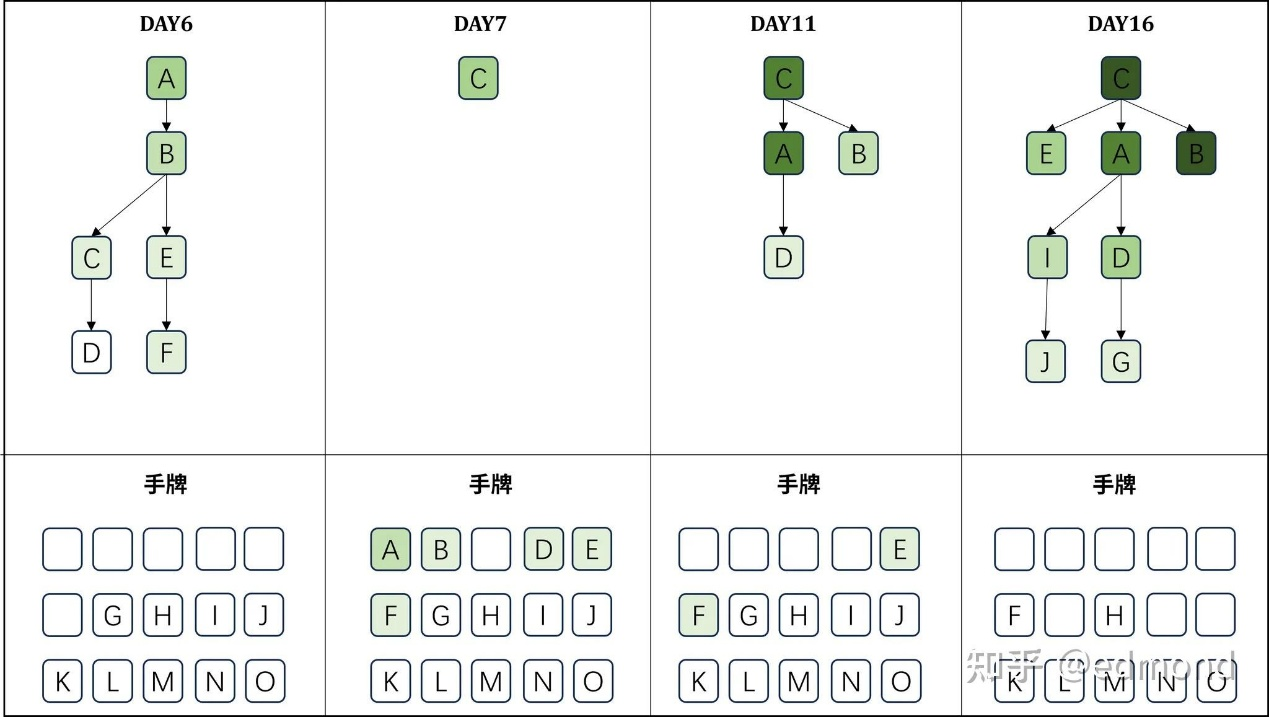 DAY6 DAY7 DAY11 DAY16
A C C C
B A B E A B
C E D I D
D F J G
手牌 手牌 手牌 手牌
A B D E E
G H I J F G H I J F G H I J F H
K L M N O K L M N O K L M N O K L M N O
知乎 @edmond